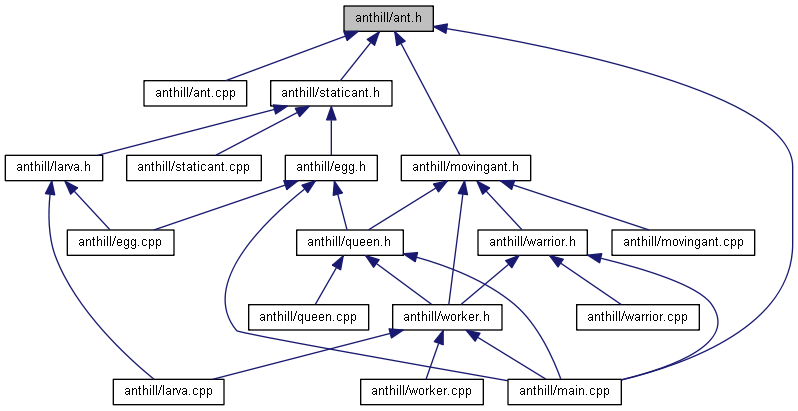 anthill/ant.h
anthill/ant.cpp
anthill/staticant.h
anthill/larva.h
anthill/staticant.cpp
anthill/egg.h
anthill/movingant.h
anthill/egg.cpp
anthill/queen.h
anthill/warrior.h
anthill/movingant.cpp
anthill/queen.cpp
anthill/worker.h
anthill/warrior.cpp
anthill/larva.cpp
anthill/worker.cpp
anthill/main.cpp